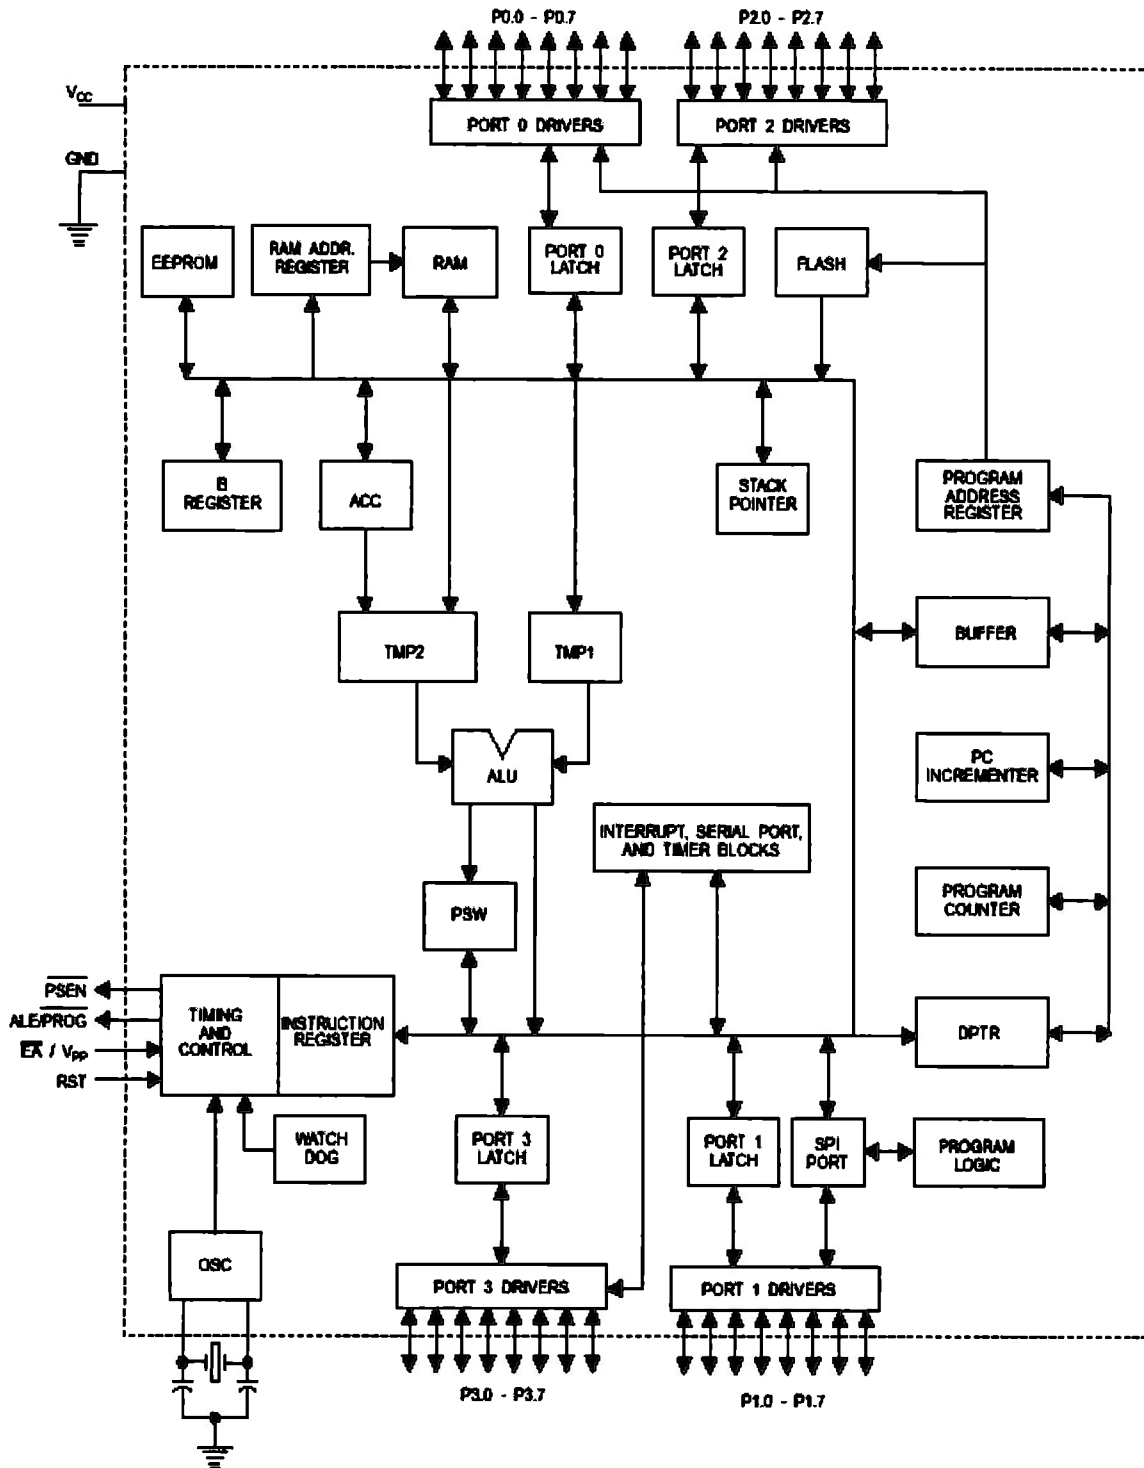 P0.0 - P0.7
P2.0 - P2.7
VCC
PORT 0 DRIVERS
PORT 2 DRIVERS
GND
EEPROM
RAM ADDR.
REGISTER
RAM
PORT 0
LATCH
PORT 2
LATCH
FLASH
B
REGISTER
ACC
STACK
POINTER
PROGRAM
ADDRESS
REGISTER
TMP2
TMP1
BUFFER
ALU
PC
INCREMENTER
INTERRUPT, SERIAL PORT,
AND TIMER BLOCKS
PSW
PROGRAM
COUNTER
PSEN
ALE/PROG
EA / VPP
RST
TIMING
AND
CONTROL
INSTRUCTION
REGISTER
DPTR
WATCH
DOG
PORT 3
LATCH
PORT 1
LATCH
SPI
PORT
PROGRAM
LOGIC
OSC
PORT 3 DRIVERS
PORT 1 DRIVERS
P3.0 - P3.7
P1.0 - P1.7